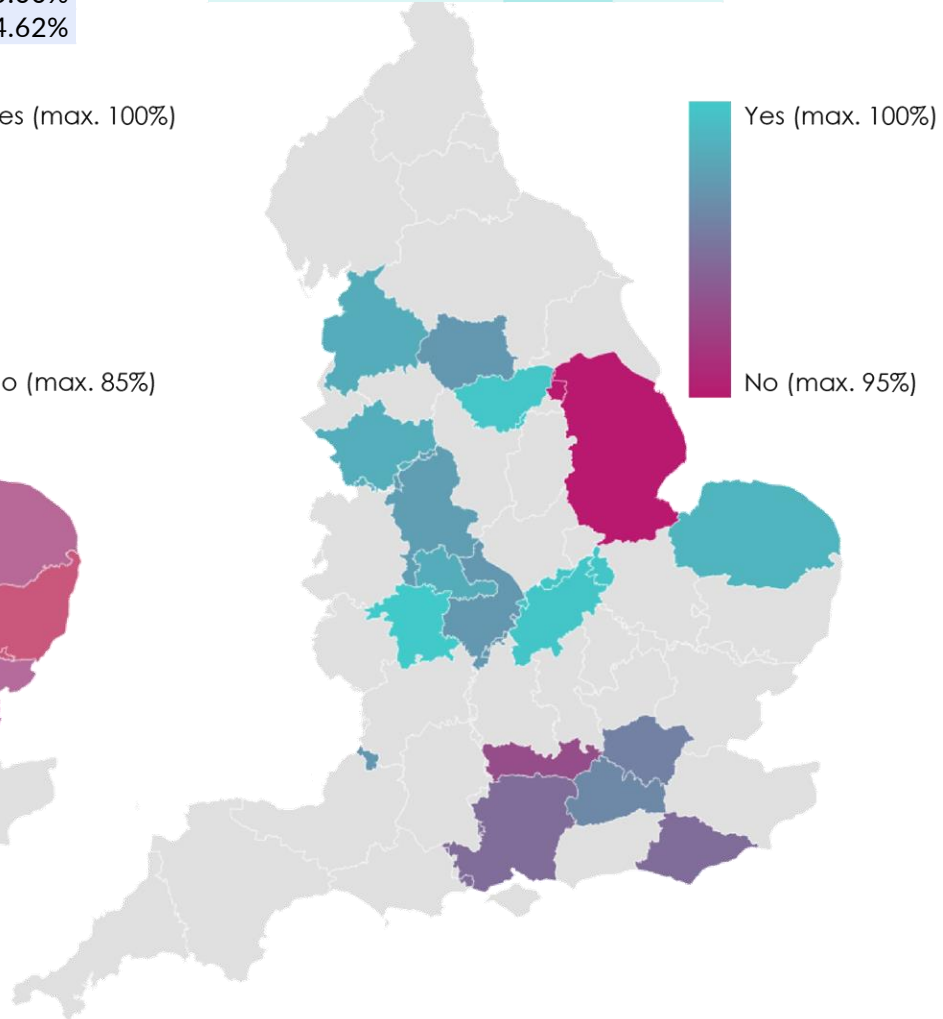 4.62%
es (max. 100%)
Yes (max. 100%)
o (max. 85%)
No (max. 95%)